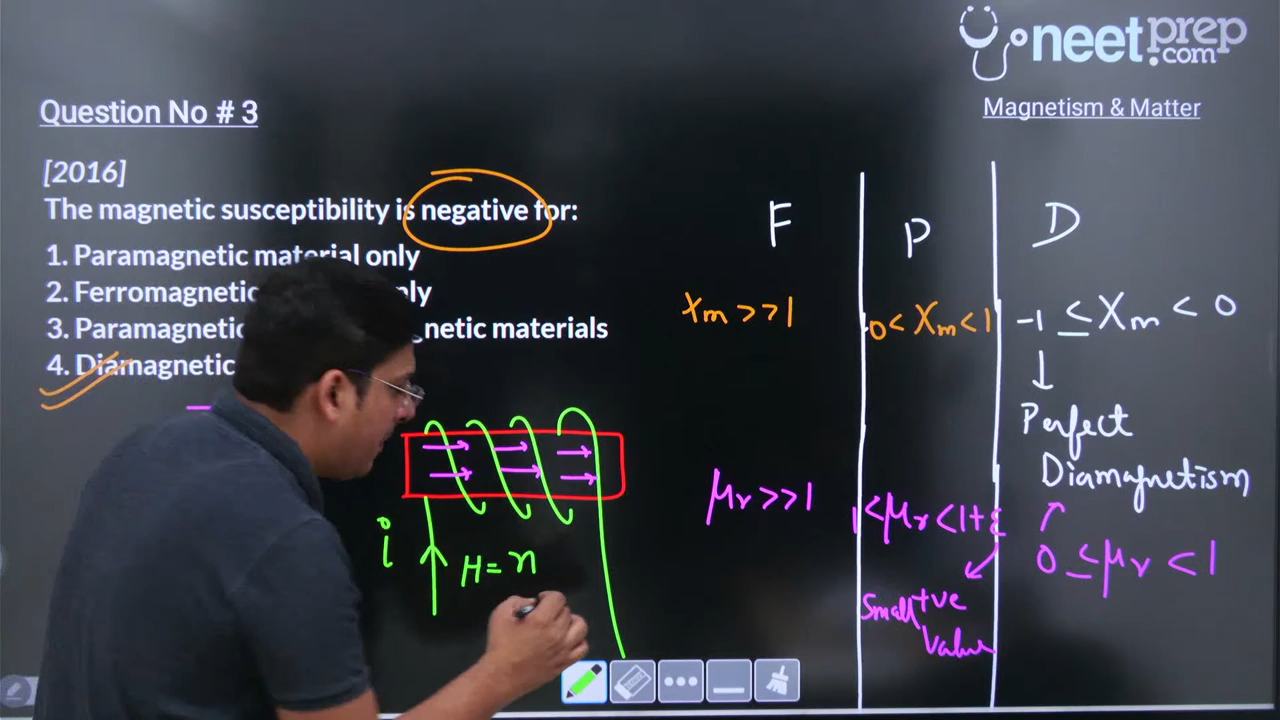 neetprep.com
Magnetism & Matter
Question No # 3
[2016]
The magnetic susceptibility is negative for:
1. Paramagnetic material only
2. Ferromagnetic
3. Paramagnetic netic materials
4. Diamagnetic
F P D
χm >> 1 0 < χm < 1 -1 ≤ χm < 0
Perfect
Diamagnetism
μr >> 1 1 < μr < 1+ε 0 ≤ μr < 1
Small +ve
Value
i
H = n